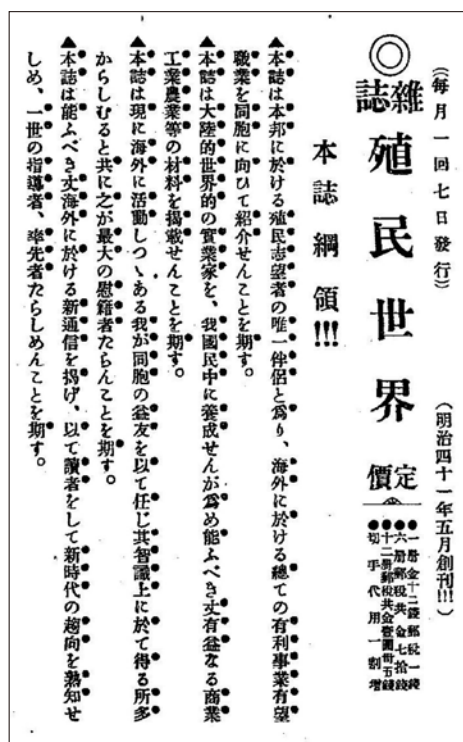 (毎月一回七日發行)
(明治四十一年五月創刊!!!)
◎
雜誌
殖民世界
定價
●一册金十二錢郵税一錢
●六册郵税共金七拾錢
●十二册郵税共金壹圓卅五錢
●切手代用一割增
本誌綱領!!!
▲本誌は本邦に於ける殖民志望者の唯一伴侶と爲り、海外に於ける總ての有利事業有望
職業を同胞に向ひて紹介せんことを期す。
▲本誌は大陸的世界的の實業家を、我國民中に養成せんが爲め能ふべき丈有益なる商業
工業農業等の材料を揭載せんことを期す。
▲本誌は現に海外に活動しつゝある我が同胞の益友を以て任じ其智識上に於て得る所多
からしむると共に之が最大の慰藉者たらんことを期す。
▲本誌は能ふべき丈海外に於ける新通信を揭げ、以て讀者をして新時代の趨向を熟知せ
しめ、一世の指導者、率先者たらしめんことを期す。